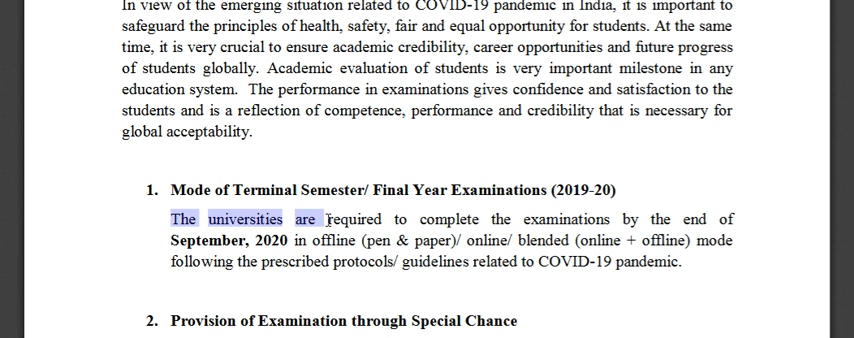 In view of the emerging situation related to COVID-19 pandemic in India, it is important to
safeguard the principles of health, safety, fair and equal opportunity for students. At the same
time, it is very crucial to ensure academic credibility, career opportunities and future progress
of students globally. Academic evaluation of students is very important milestone in any
education system. The performance in examinations gives confidence and satisfaction to the
students and is a reflection of competence, performance and credibility that is necessary for
global acceptability.
1. Mode of Terminal Semester/ Final Year Examinations (2019-20)
The universities are required to complete the examinations by the end of
September, 2020 in offline (pen & paper)/ online/ blended (online + offline) mode
following the prescribed protocols/ guidelines related to COVID-19 pandemic.
2. Provision of Examination through Special Chance